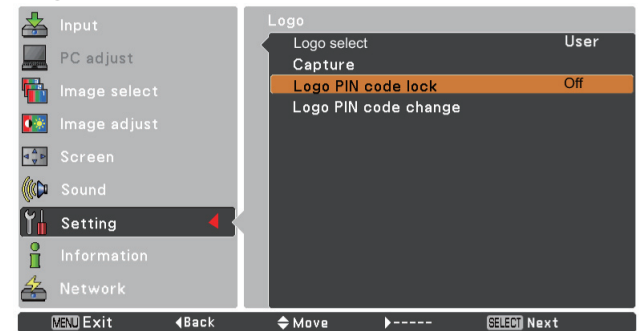 Input
PC adjust
Image select
Image adjust
Screen
Sound
Setting
Information
Network
Logo
Logo select User
Capture
Logo PIN code lock Off
Logo PIN code change
MENU Exit Back Move ----- SELECT Next